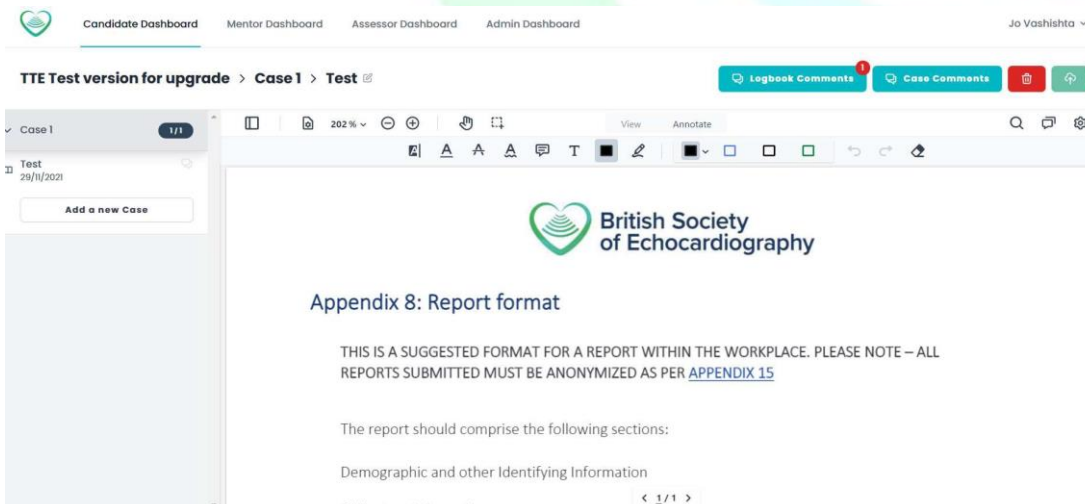 Candidate Dashboard Mentor Dashboard Assessor Dashboard Admin Dashboard Jo Vashishta
TTE Test version for upgrade > Case 1 > Test
1
Logbook Comments Case Comments
Case 1 1/1
Test
29/11/2021
Add a new Case
202 % View Annotate
A A A T
British Society
of Echocardiography
Appendix 8: Report format
THIS IS A SUGGESTED FORMAT FOR A REPORT WITHIN THE WORKPLACE. PLEASE NOTE – ALL
REPORTS SUBMITTED MUST BE ANONYMIZED AS PER APPENDIX 15
The report should comprise the following sections:
Demographic and other Identifying Information
< 1/1 >